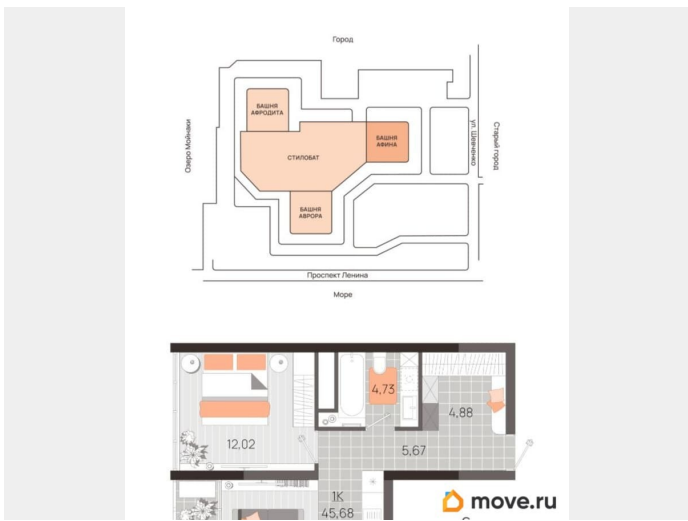 Город
Озеро Мойнаки
БАШНЯ
АФРОДИТА
СТИЛОБАТ
БАШНЯ
АФИНА
ул. Шевченко
Старый город
БАШНЯ
АВРОРА
Проспект Ленина
Море
4,73
4,88
12,02
5,67
1К
45,68
move.ru